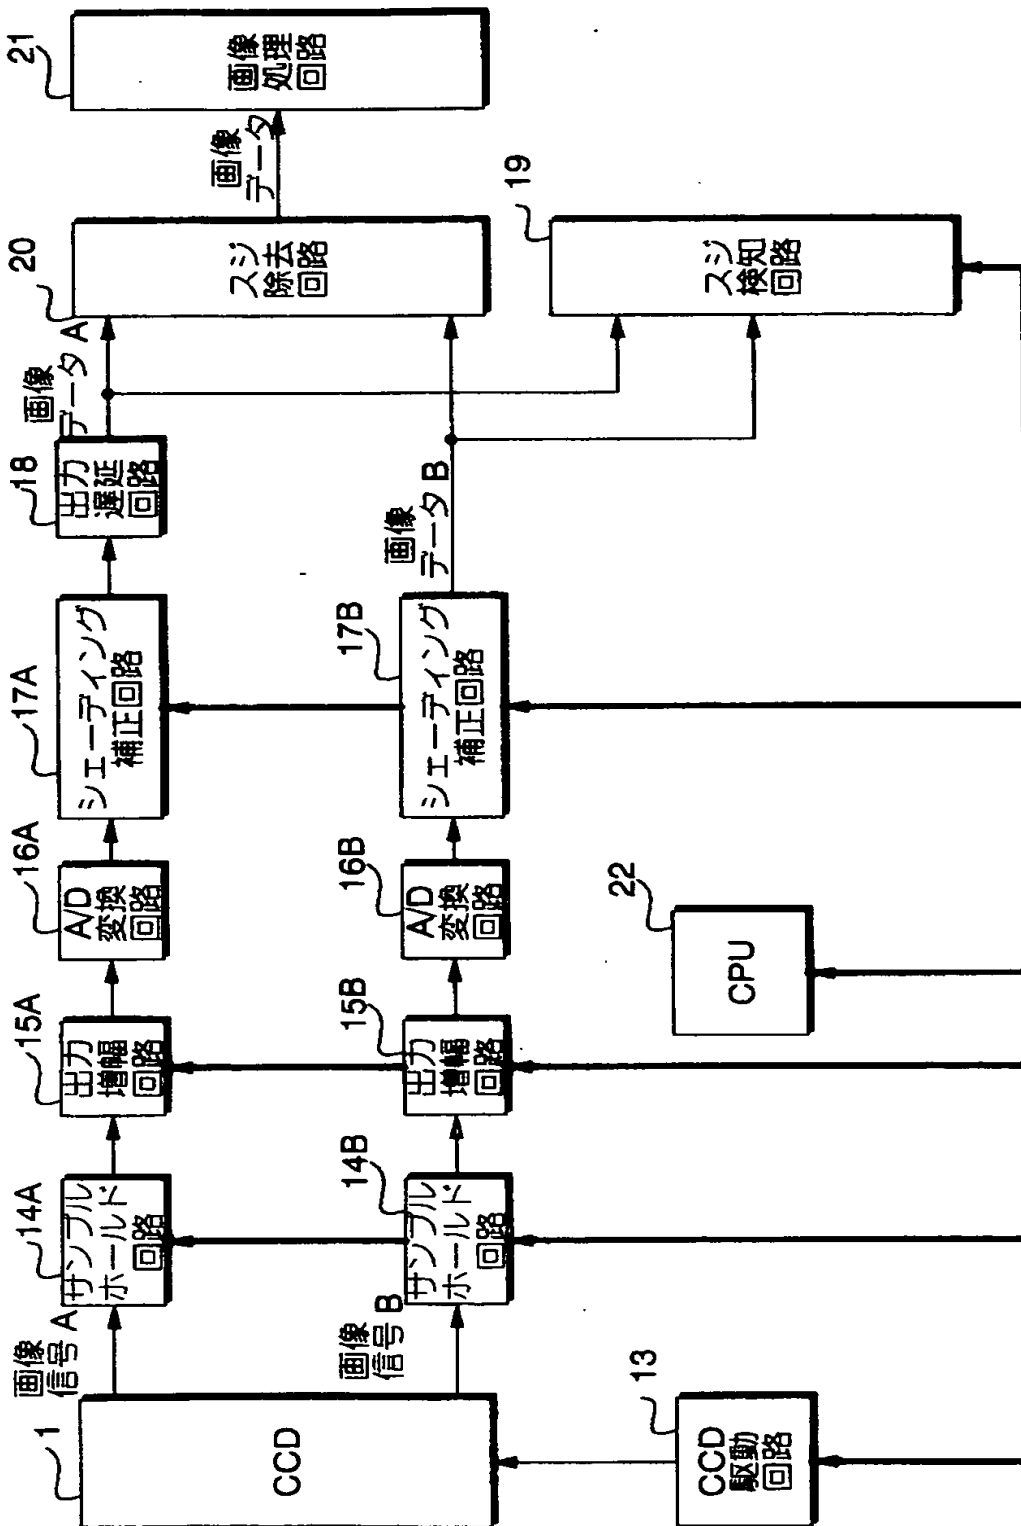 1
CCD
画像
信号 A
画像
信号 B
13
CCD
駆動
回路
14A
サンプル
ホールド
回路
14B
サンプル
ホールド
回路
15A
出力
増幅
回路
15B
出力
増幅
回路
16A
A/D
変換
回路
16B
A/D
変換
回路
22
CPU
17A
シェーディング
補正回路
17B
シェーディング
補正回路
18
出力
遅延
回路
画像
データ A
画像
データ B
20
スジ
除去
回路
19
スジ
検知
回路
画像
データ
21
画像
処理
回路